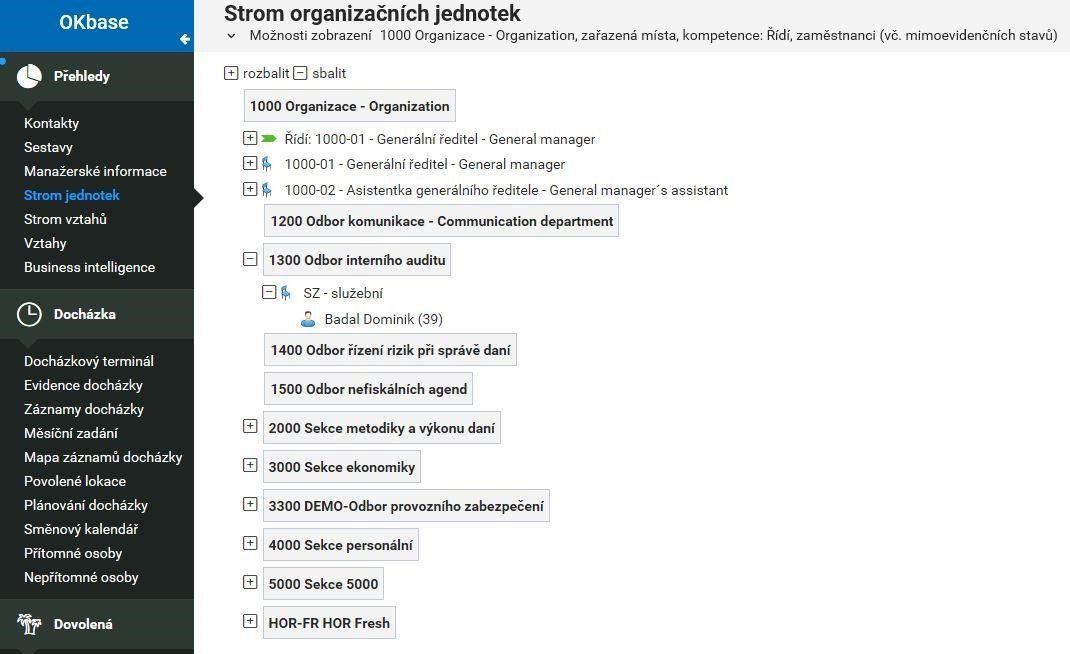 OKbase
Přehledy
Kontakty
Sestavy
Manažerské informace
Strom jednotek
Strom vztahů
Vztahy
Business intelligence
Docházka
Docházkový terminál
Evidence docházky
Záznamy docházky
Měsíční zadání
Mapa záznamů docházky
Povolené lokace
Plánování docházky
Směnový kalendář
Přítomné osoby
Nepřítomné osoby
Dovolená
Strom organizačních jednotek
Možnosti zobrazení 1000 Organizace - Organization, zařazená místa, kompetence: Řídí, zaměstnanci (vč. mimoevidenčních stavů)
rozbalit sbalit
1000 Organizace - Organization
Řídí: 1000-01 - Generální ředitel - General manager
1000-01 - Generální ředitel - General manager
1000-02 - Asistentka generálního ředitele - General manager´s assistant
1200 Odbor komunikace - Communication department
1300 Odbor interního auditu
SZ - služební
Badal Dominik (39)
1400 Odbor řízení rizik při správě daní
1500 Odbor nefiskálních agend
2000 Sekce metodiky a výkonu daní
3000 Sekce ekonomiky
3300 DEMO-Odbor provozního zabezpečení
4000 Sekce personální
5000 Sekce 5000
HOR-FR HOR Fresh